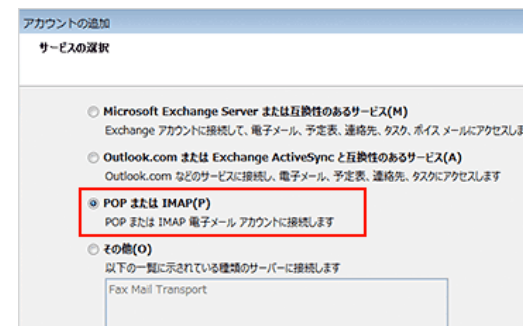 アカウントの追加
サービスの選択
Microsoft Exchange Server または互換性のあるサービス(M)
Exchange アカウントに接続して、電子メール、予定表、連絡先、タスク、ボイス メールにアクセスしま
Outlook.com または Exchange ActiveSync と互換性のあるサービス(A)
Outlook.com などのサービスに接続し、電子メール、予定表、連絡先、タスクにアクセスします
POP または IMAP(P)
POP または IMAP 電子メール アカウントに接続します
その他(O)
以下の一覧に示されている種類のサーバーに接続します
Fax Mail Transport